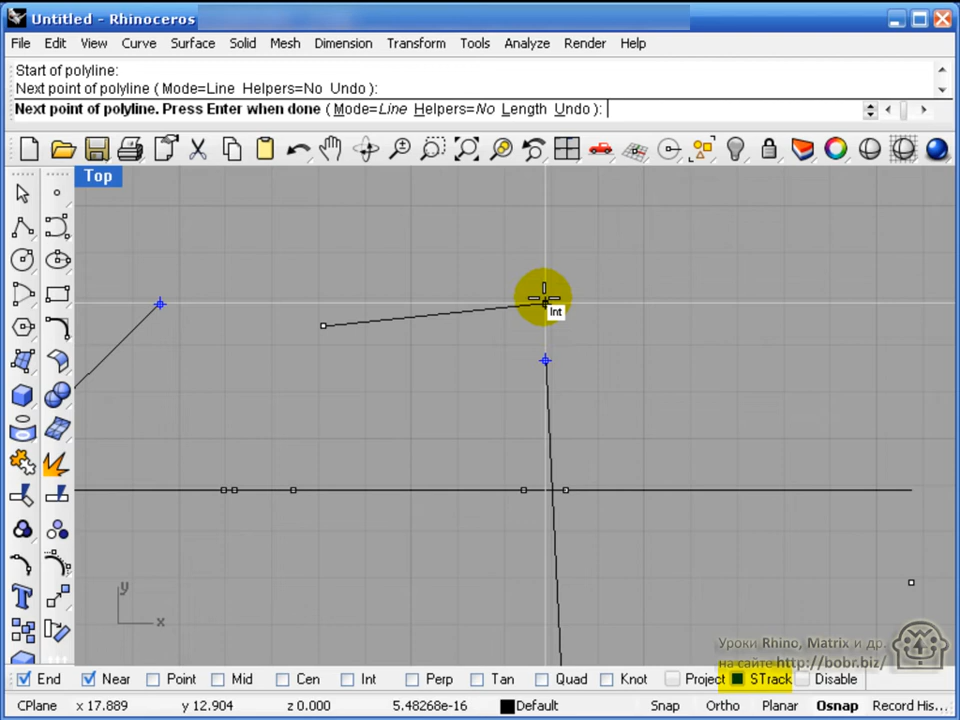 Untitled - Rhinoceros
File Edit View Curve Surface Solid Mesh Dimension Transform Tools Analyze Render Help
Start of polyline:
Next point of polyline ( Mode=Line Helpers=No Undo ):
Next point of polyline. Press Enter when done ( Mode=Line Helpers=No Length Undo ):
Top
Int
y
x
Уроки Rhino, Matrix и др.
на сайте http://bobr.biz/
End Near Point Mid Cen Int Perp Tan Quad Knot Project STrack Disable
CPlane x 17.889 y 12.904 z 0.000 5.48268e-16 Default Snap Ortho Planar Osnap Record His...